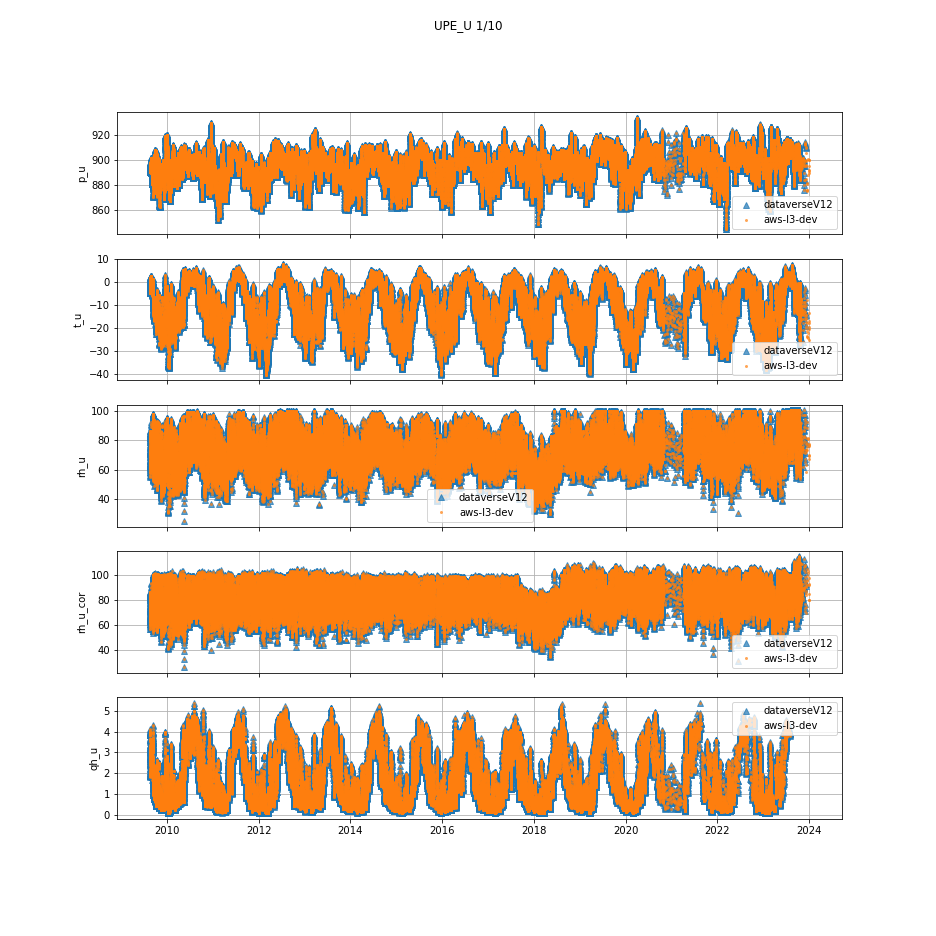 UPE_U 1/10
920
900
880
860
p_u
dataverseV12
aws-l3-dev
10
0
−10
−20
−30
−40
t_u
dataverseV12
aws-l3-dev
100
80
60
40
rh_u
dataverseV12
aws-l3-dev
100
80
60
40
rh_u_cor
dataverseV12
aws-l3-dev
5
4
3
2
1
0
qh_u
dataverseV12
aws-l3-dev
2010 2012 2014 2016 2018 2020 2022 2024